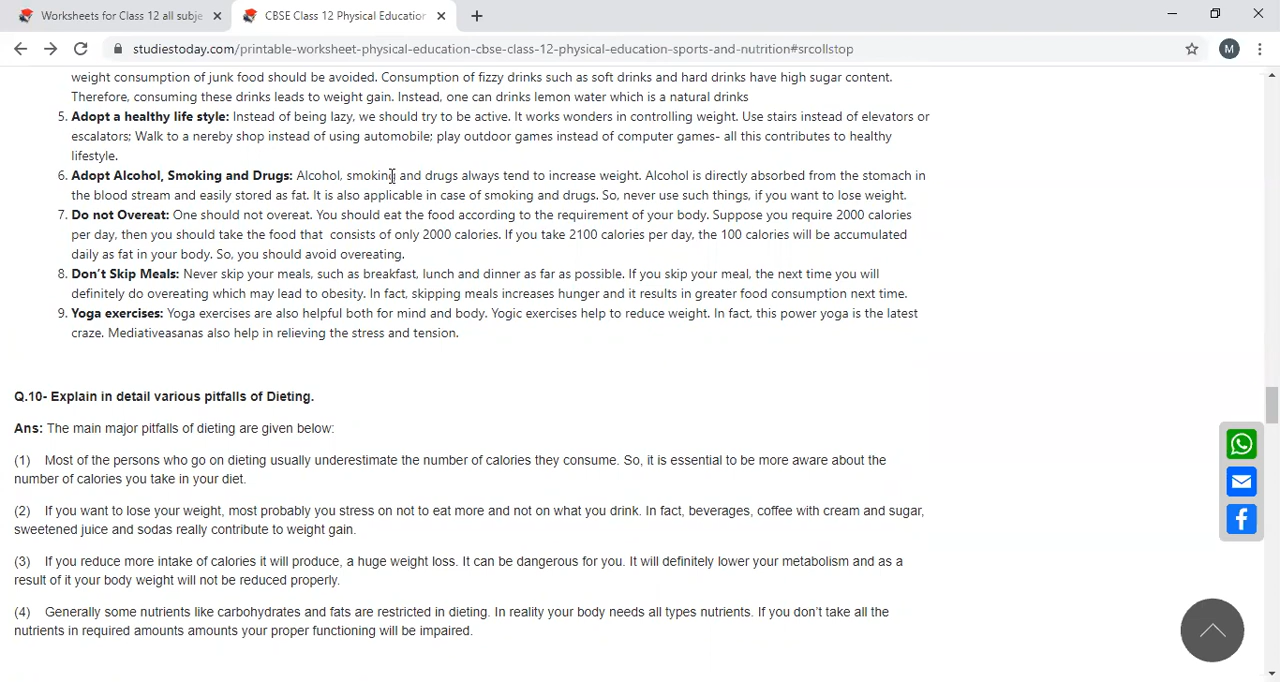 Worksheets for Class 12 all subje
CBSE Class 12 Physical Education
studiestoday.com/printable-worksheet-physical-education-cbse-class-12-physical-education-sports-and-nutrition#srcollstop
M
weight consumption of junk food should be avoided. Consumption of fizzy drinks such as soft drinks and hard drinks have high sugar content.
Therefore, consuming these drinks leads to weight gain. Instead, one can drinks lemon water which is a natural drinks
5. Adopt a healthy life style: Instead of being lazy, we should try to be active. It works wonders in controlling weight. Use stairs instead of elevators or
escalators; Walk to a nereby shop instead of using automobile; play outdoor games instead of computer games- all this contributes to healthy
lifestyle.
6. Adopt Alcohol, Smoking and Drugs: Alcohol, smoking and drugs always tend to increase weight. Alcohol is directly absorbed from the stomach in
the blood stream and easily stored as fat. It is also applicable in case of smoking and drugs. So, never use such things, if you want to lose weight.
7. Do not Overeat: One should not overeat. You should eat the food according to the requirement of your body. Suppose you require 2000 calories
per day, then you should take the food that consists of only 2000 calories. If you take 2100 calories per day, the 100 calories will be accumulated
daily as fat in your body. So, you should avoid overeating.
8. Don't Skip Meals: Never skip your meals, such as breakfast, lunch and dinner as far as possible. If you skip your meal, the next time you will
definitely do overeating which may lead to obesity. In fact, skipping meals increases hunger and it results in greater food consumption next time.
9. Yoga exercises: Yoga exercises are also helpful both for mind and body. Yogic exercises help to reduce weight. In fact, this power yoga is the latest
craze. Mediativeasanas also help in relieving the stress and tension.
Q.10- Explain in detail various pitfalls of Dieting.
Ans: The main major pitfalls of dieting are given below:
(1) Most of the persons who go on dieting usually underestimate the number of calories they consume. So, it is essential to be more aware about the
number of calories you take in your diet.
(2) If you want to lose your weight, most probably you stress on not to eat more and not on what you drink. In fact, beverages, coffee with cream and sugar,
sweetened juice and sodas really contribute to weight gain.
(3) If you reduce more intake of calories it will produce, a huge weight loss. It can be dangerous for you. It will definitely lower your metabolism and as a
result of it your body weight will not be reduced properly.
(4) Generally some nutrients like carbohydrates and fats are restricted in dieting. In reality your body needs all types nutrients. If you don't take all the
nutrients in required amounts amounts your proper functioning will be impaired.